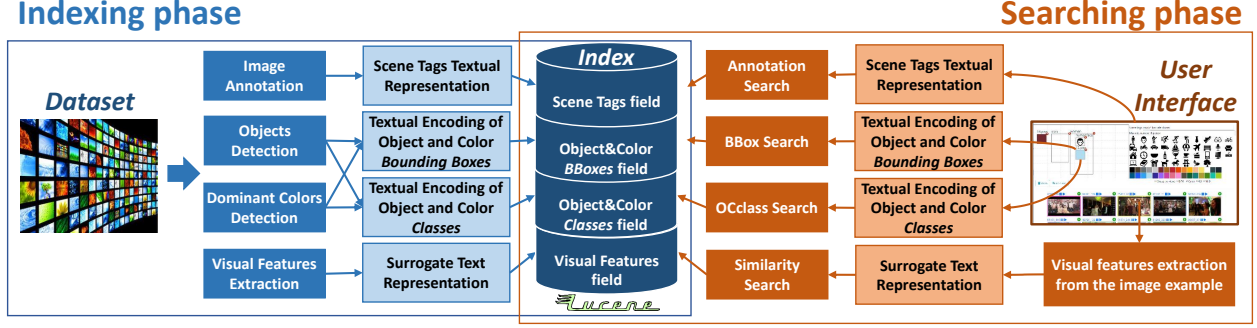 Indexing phase
Searching phase
Dataset
Image
Annotation
Objects
Detection
Dominant Colors
Detection
Visual Features
Extraction
Scene Tags Textual
Representation
Textual Encoding of
Object and Color
Bounding Boxes
Textual Encoding of
Object and Color
Classes
Surrogate Text
Representation
Index
Scene Tags field
Object&Color
BBoxes field
Object&Color
Classes field
Visual Features
field
Lucene
Annotation
Search
BBox Search
OCclass Search
Similarity
Search
Scene Tags Textual
Representation
Textual Encoding of
Object and Color
Bounding Boxes
Textual Encoding of
Object and Color
Classes
Surrogate Text
Representation
User
Interface
Visual features extraction
from the image example